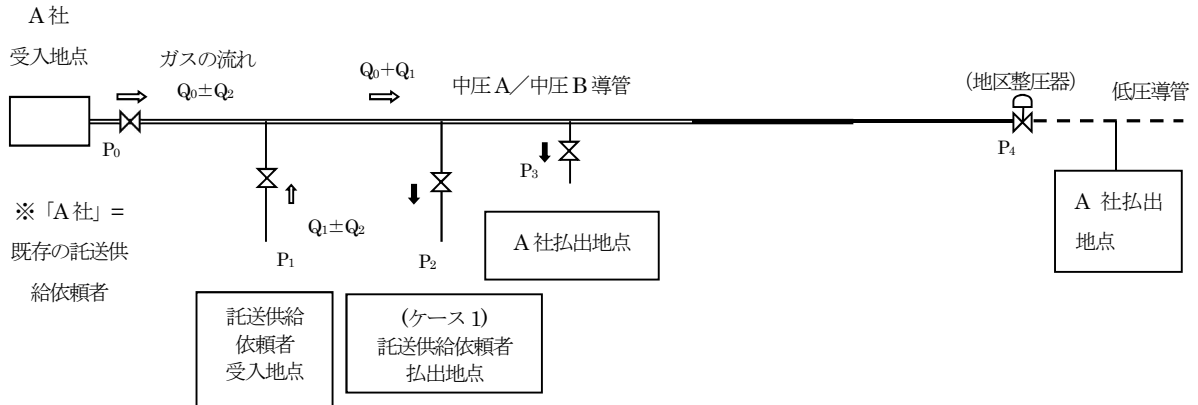 A社
受入地点
ガスの流れ
Q₀±Q₂
Q₀+Q₁
中圧A／中圧B導管
(地区整圧器)
低圧導管
P₀
P₃
P₄
※「A社」=
既存の託送供
給依頼者
Q₁±Q₂
P₁
P₂
A社払出地点
A 社払出
地点
託送供給
依頼者
受入地点
(ケース1)
託送供給依頼者
払出地点